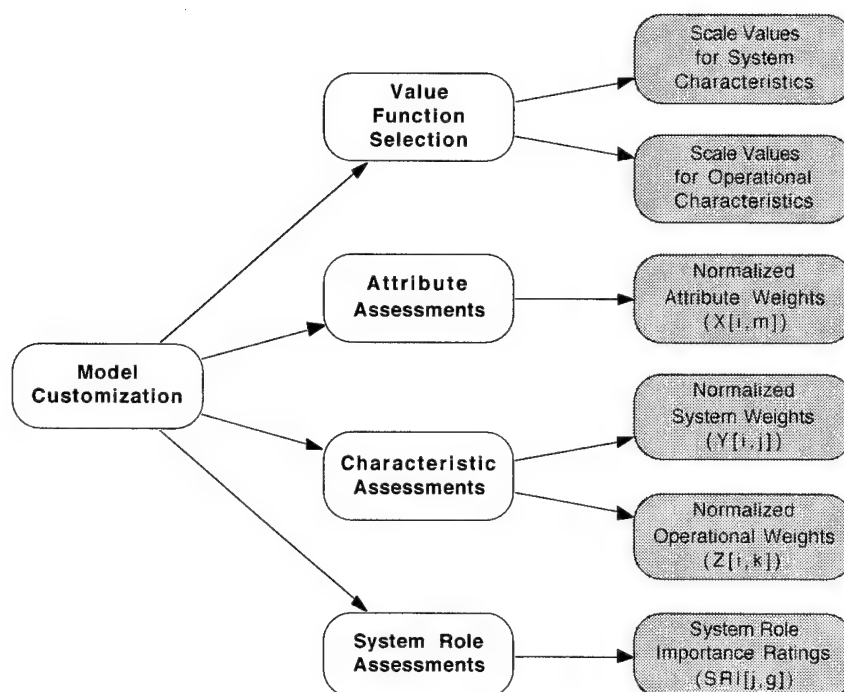 Value
Function
Selection
Scale Values
for System
Characteristics
Scale Values
for Operational
Characteristics
Attribute
Assessments
Normalized
Attribute Weights
(X[i,m])
Model
Customization
Characteristic
Assessments
Normalized
System Weights
(Y[i,j])
Normalized
Operational Weights
(Z[i,k])
System Role
Assessments
System Role
Importance Ratings
(SRI[j,g])